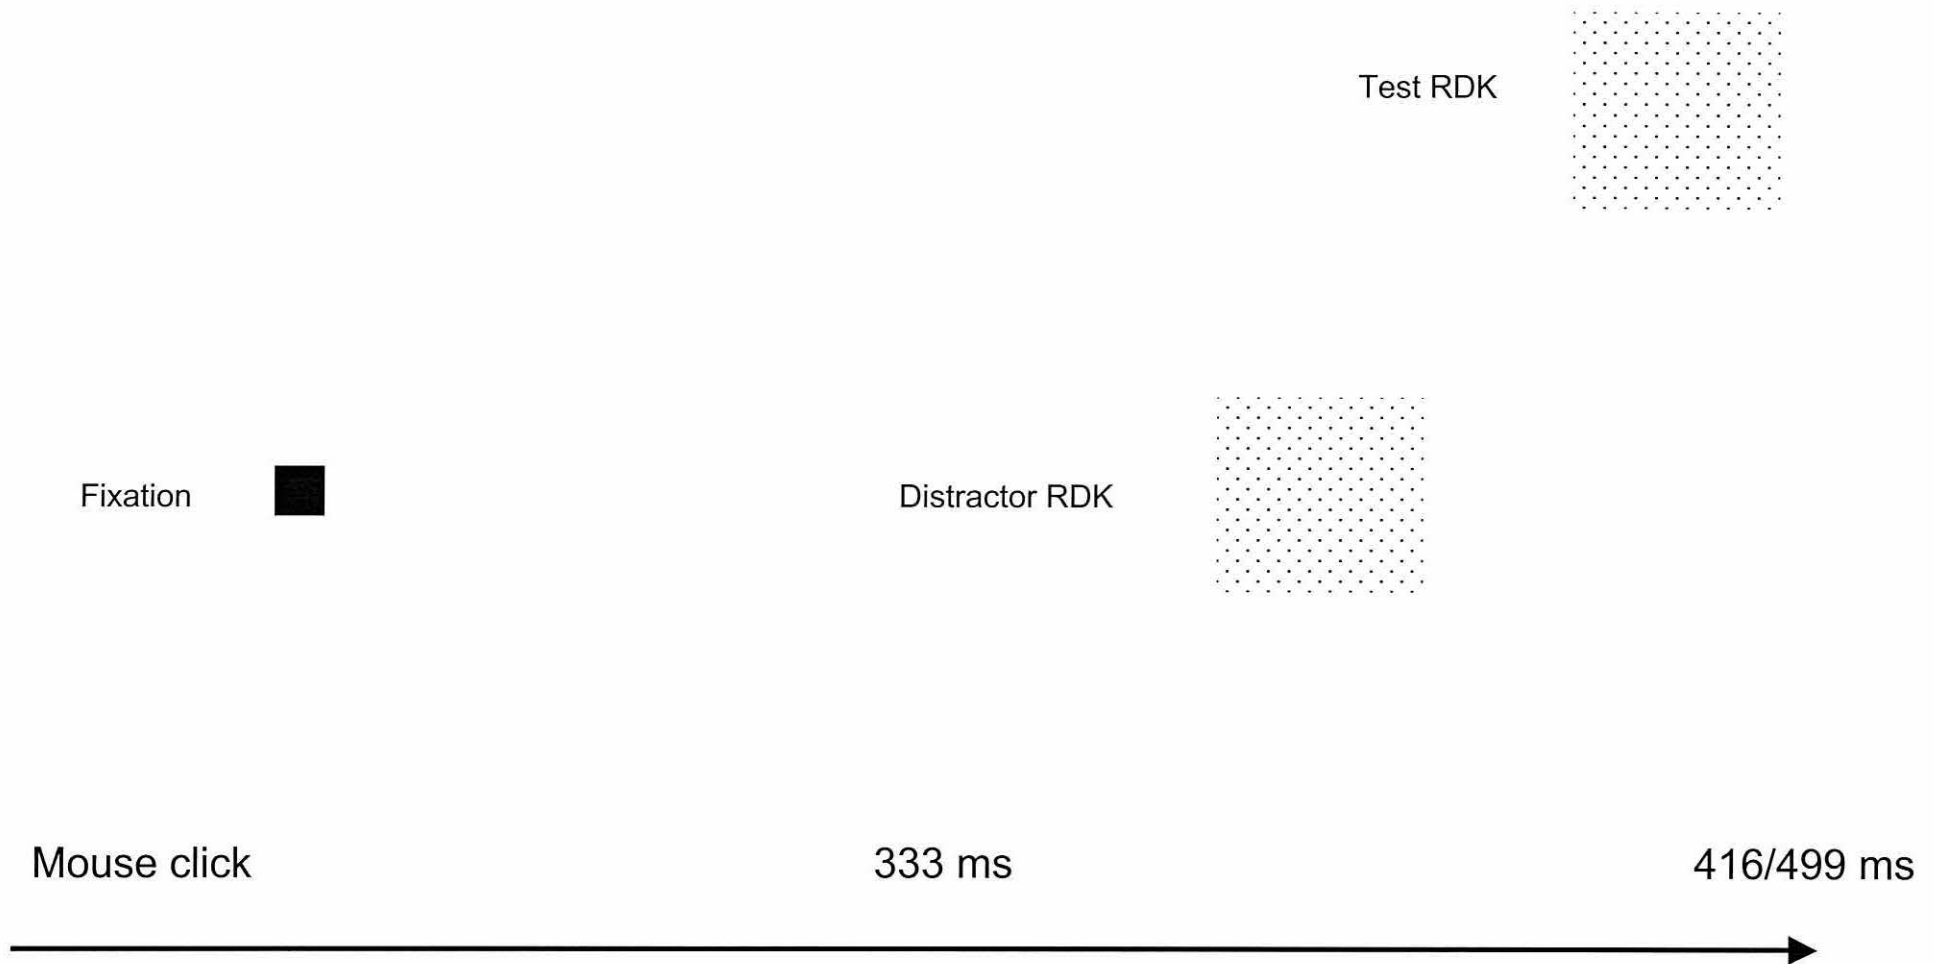 Test RDK
Fixation
Distractor RDK
Mouse click
333 ms
416/499 ms